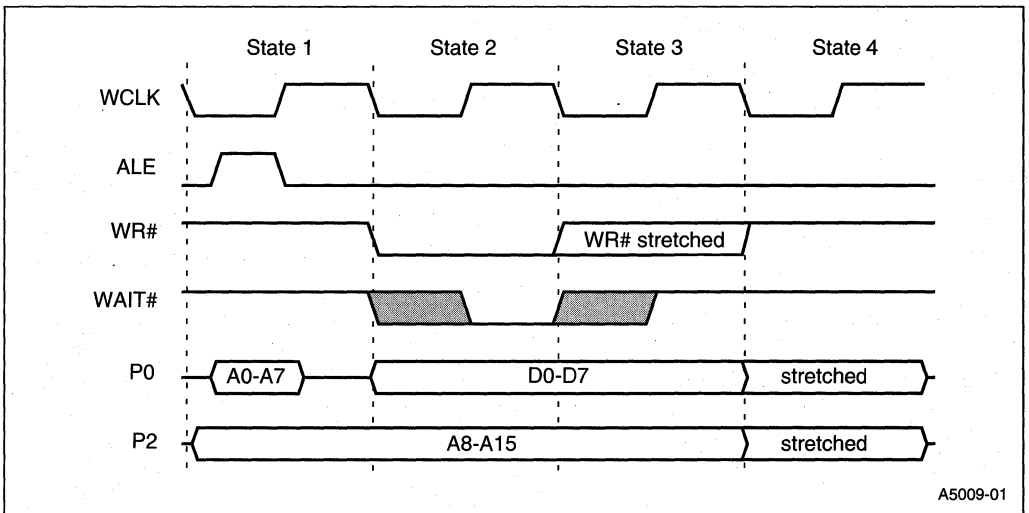 State 1 State 2 State 3 State 4
WCLK
ALE
WR# WR# stretched
WAIT#
P0 A0-A7 D0-D7 stretched
P2 A8-A15 stretched
A5009-01